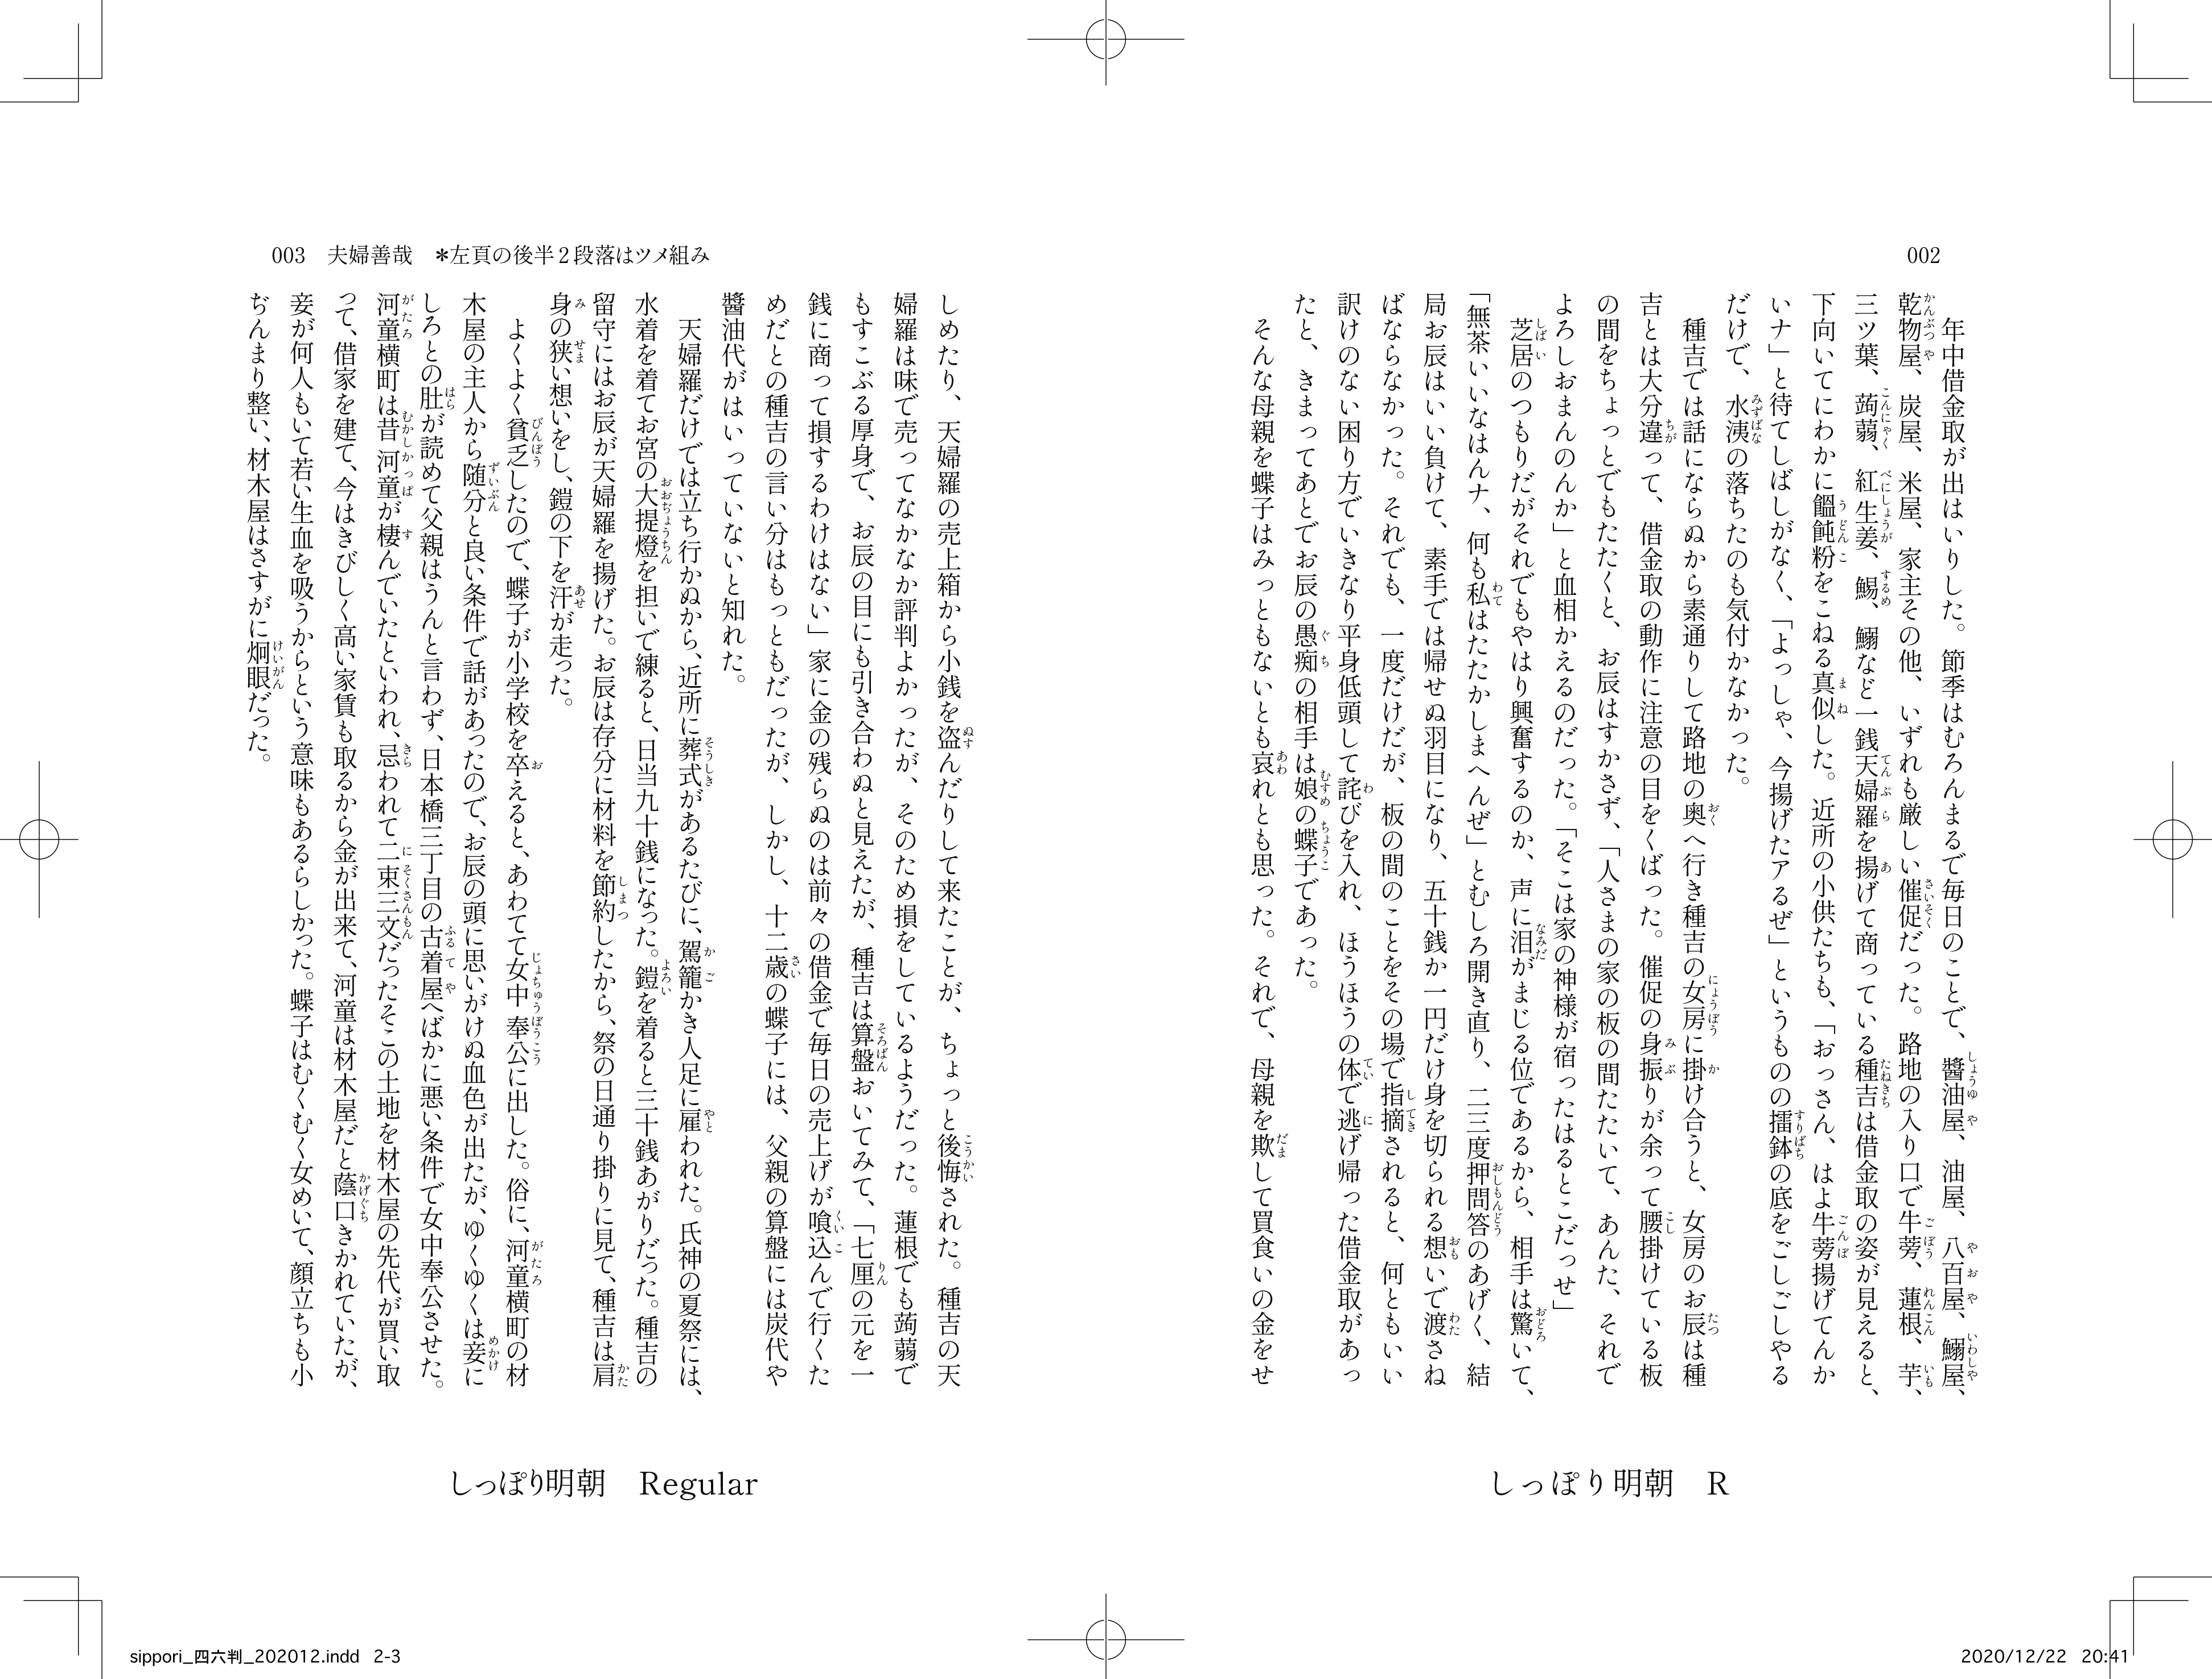 002
年中借金取が出はいりした。節季はむろんまるで毎日のことで、醬油屋、油屋、八百屋、鰯屋、
乾物屋、炭屋、米屋、家主その他、いずれも厳しい催促だった。路地の入り口で牛蒡、蓮根、芋、
三ツ葉、蒟蒻、紅生姜、鯣、鰯など一銭天婦羅を揚げて商っている種吉は借金取の姿が見えると、
下向いてにわかに饂飩粉をこねる真似した。近所の小供たちも、「おっさん、はよ牛蒡揚げてんか
いナ」と待てしばしがなく、「よっしゃ、今揚げたアるぜ」というものの擂鉢の底をごしごしやる
だけで、水洟の落ちたのも気付かなかった。
種吉では話にならぬから素通りして路地の奥へ行き種吉の女房に掛け合うと、女房のお辰は種
吉とは大分違って、借金取の動作に注意の目をくばった。催促の身振りが余って腰掛けている板
の間をちょっとでもたたくと、お辰はすかさず、「人さまの家の板の間たたいて、あんた、それで
よろしおまんのんか」と血相かえるのだった。「そこは家の神様が宿ったはるとこだっせ」
芝居のつもりだがそれでもやはり興奮するのか、声に泪がまじる位であるから、相手は驚いて、
「無茶いいなはんナ、何も私はたたかしまへんぜ」とむしろ開き直り、二三度押問答のあげく、結
局お辰はいい負けて、素手では帰せぬ羽目になり、五十銭か一円だけ身を切られる想いで渡さね
ばならなかった。それでも、一度だけだが、板の間のことをその場で指摘されると、何ともいい
訳けのない困り方でいきなり平身低頭して詫びを入れ、ほうほうの体で逃げ帰った借金取があっ
たと、きまってあとでお辰の愚痴の相手は娘の蝶子であった。
そんな母親を蝶子はみっともないとも哀れとも思った。それで、母親を欺して買食いの金をせ
しっぽり明朝　R
003　夫婦善哉　＊左頁の後半２段落はツメ組み
しめたり、天婦羅の売上箱から小銭を盗んだりして来たことが、ちょっと後悔された。種吉の天
婦羅は味で売ってなかなか評判よかったが、そのため損をしているようだった。蓮根でも蒟蒻で
もすこぶる厚身で、お辰の目にも引き合わぬと見えたが、種吉は算盤おいてみて、「七厘の元を一
銭に商って損するわけはない」家に金の残らぬのは前々の借金で毎日の売上げが喰込んで行くた
めだとの種吉の言い分はもっともだったが、しかし、十二歳の蝶子には、父親の算盤には炭代や
醬油代がはいっていないと知れた。
天婦羅だけでは立ち行かぬから、近所に葬式があるたびに、駕籠かき人足に雇われた。氏神の夏祭には、
水着を着てお宮の大提燈を担いで練ると、日当九十銭になった。鎧を着ると三十銭あがりだった。種吉の
留守にはお辰が天婦羅を揚げた。お辰は存分に材料を節約したから、祭の日通り掛りに見て、種吉は肩
身の狭い想いをし、鎧の下を汗が走った。
よくよく貧乏したので、蝶子が小学校を卒えると、あわてて女中奉公に出した。俗に、河童横町の材
木屋の主人から随分と良い条件で話があったので、お辰の頭に思いがけぬ血色が出たが、ゆくゆくは妾に
しろとの肚が読めて父親はうんと言わず、日本橋三丁目の古着屋へばかに悪い条件で女中奉公させた。
河童横町は昔河童が棲んでいたといわれ、忌われて二束三文だったそこの土地を材木屋の先代が買い取
って、借家を建て、今はきびしく高い家賃も取るから金が出来て、河童は材木屋だと蔭口きかれていたが、
妾が何人もいて若い生血を吸うからという意味もあるらしかった。蝶子はむくむく女めいて、顔立ちも小
ぢんまり整い、材木屋はさすがに炯眼だった。
しっぽり明朝　Regular
sippori_四六判_202012.indd 2-3
2020/12/22 20:41